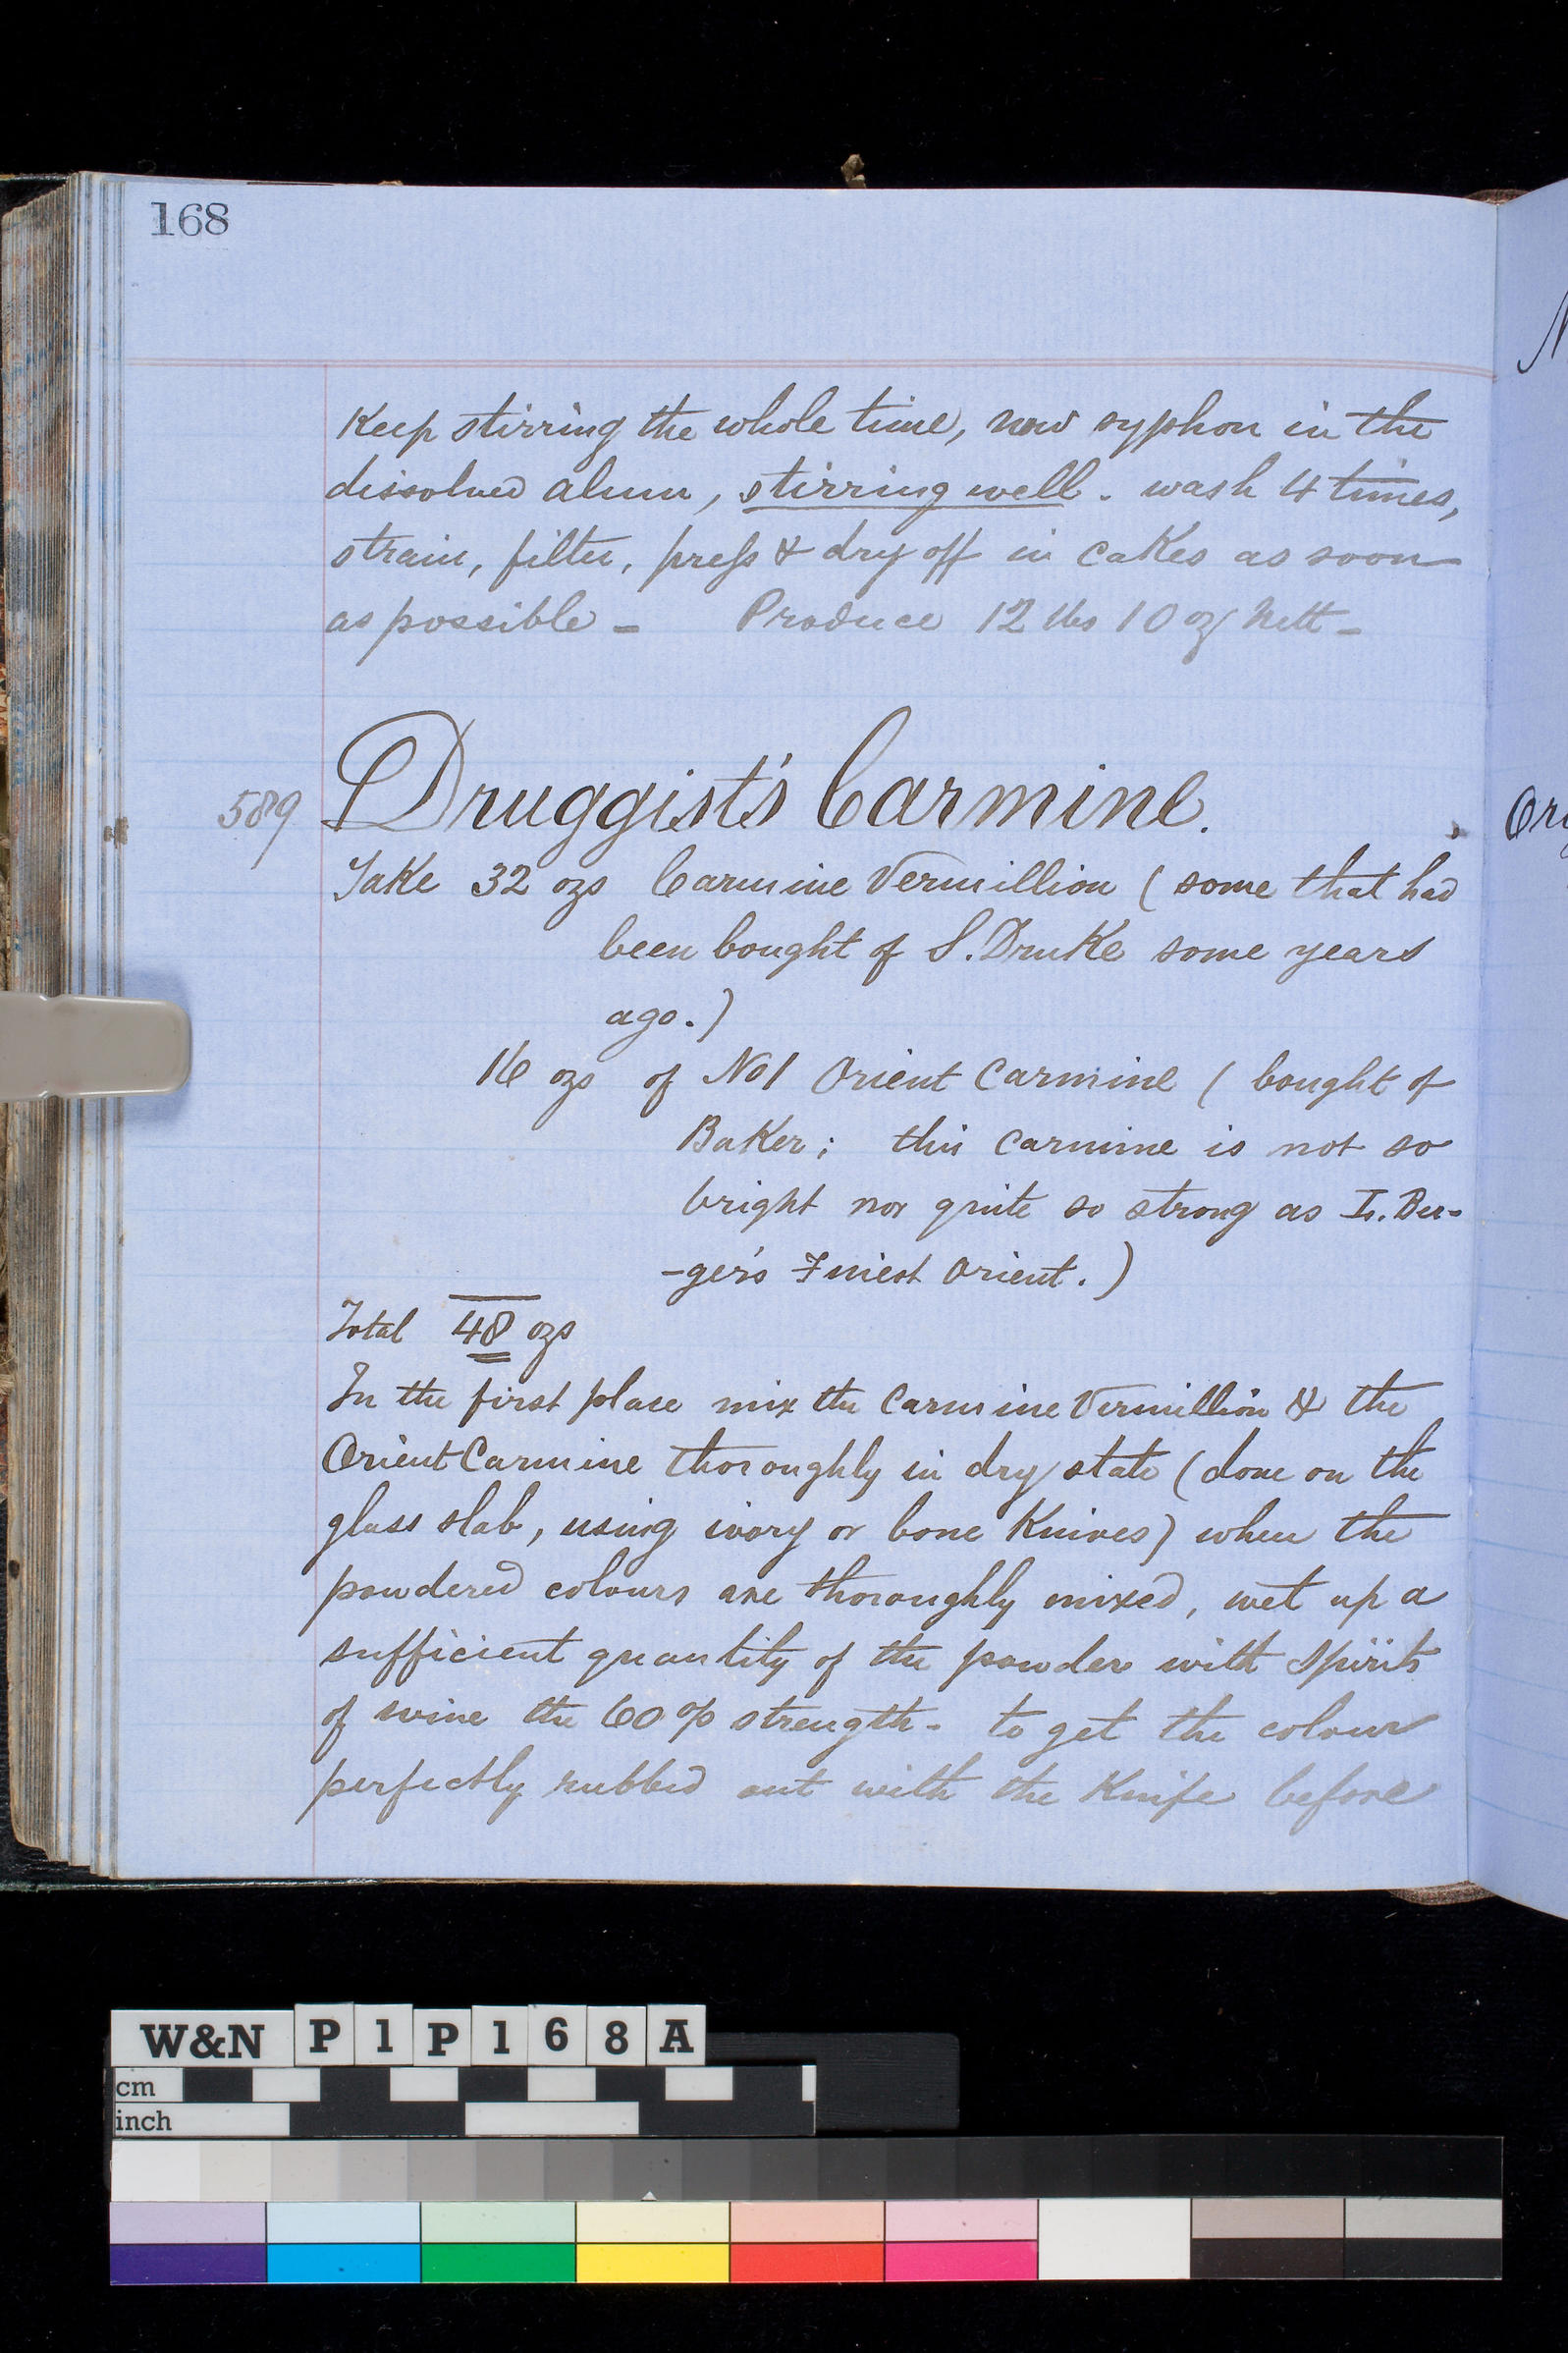 168
Keep stirring the whole time, now syphon in the
dissolved alum, stirring well. wash 4 times,
strain, filter, press & dry off in cakes as soon
as possible - Produce 12 lbs 10 oz Nett -
589 Druggist's Carmine.
Take 32 ozs Carmine Vermillion (some that had
been bought of S. Druke some years
ago.)
16 ozs of No1 Orient Carmine (bought of
Baker; this carmine is not so
bright nor quite so strong as L. Ber-
-ger's Finest Orient.)
Total 48 ozs
In the first place mix the Carmine Vermillion & the
Orient Carmine thoroughly in dry state (done on the
glass slab, using ivory or bone Knives) when the
powdered colours are thoroughly mixed, wet up a
sufficient quantity of the powder with spirits
of wine the 60 % strength - to get the colour
perfectly rubbed out with the Knife before
W&N P1P168A
cm
inch